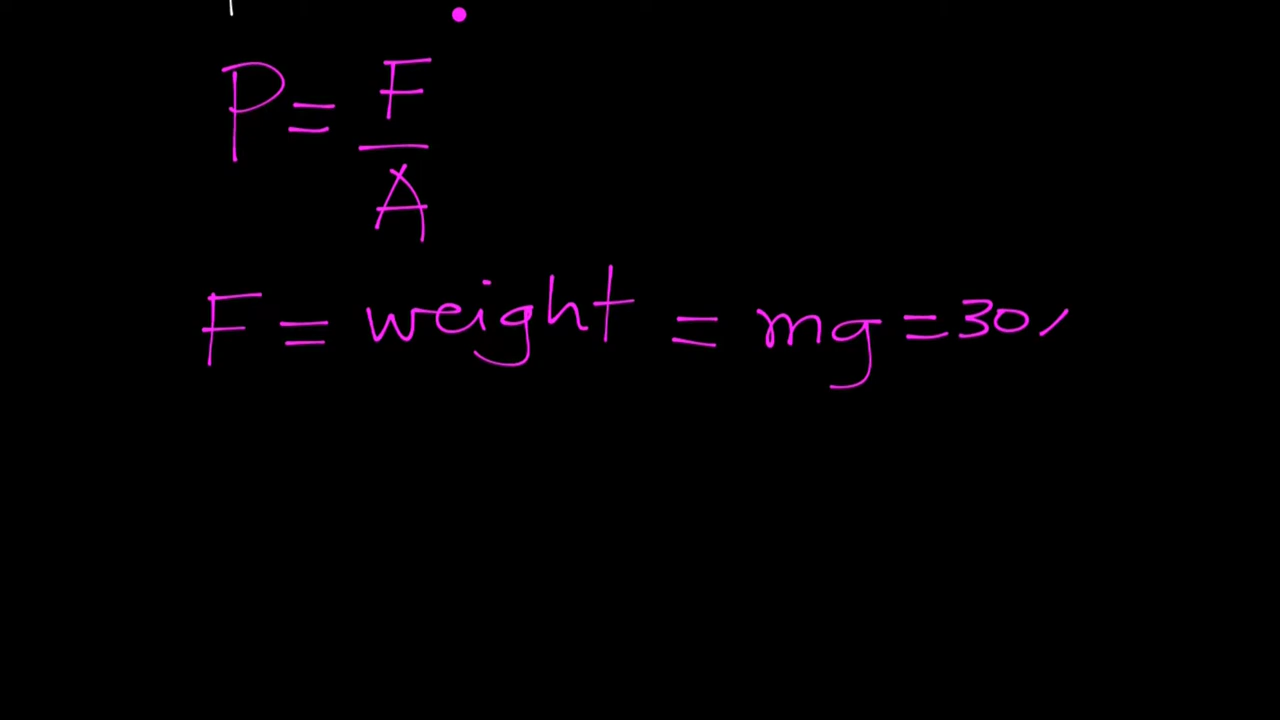 P = F/A
F = weight = mg = 30